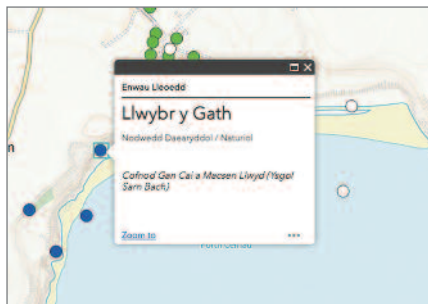 Enwau Lleoedd
Llwybr y Gath
Nodwedd Daearyddol / Naturiol
Cofnod Gan Cai a Macsen Llwyd (Ysgol
Sarn Bach)
Zoom to
n